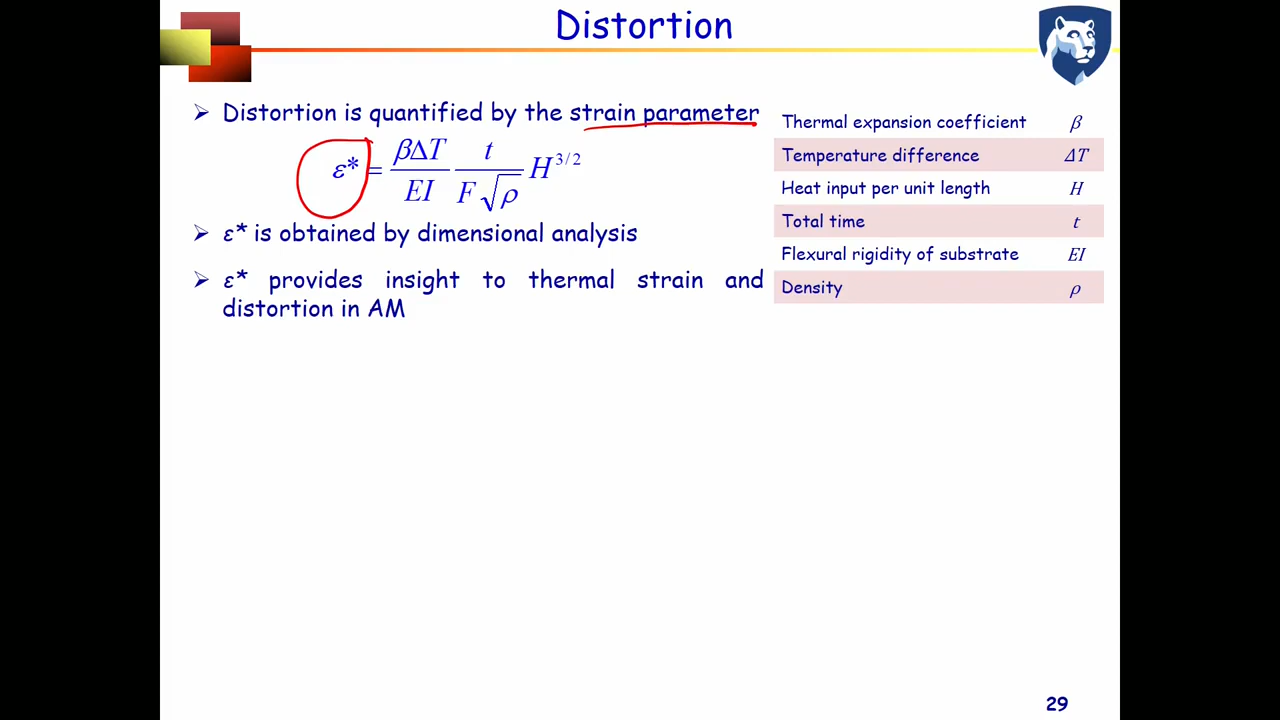 Distortion
➢ Distortion is quantified by the strain parameter
ε* = βΔT/EI t/F√ρ H^3/2
➢ ε* is obtained by dimensional analysis
➢ ε* provides insight to thermal strain and
distortion in AM
Thermal expansion coefficient β
Temperature difference ΔT
Heat input per unit length H
Total time t
Flexural rigidity of substrate EI
Density ρ
29